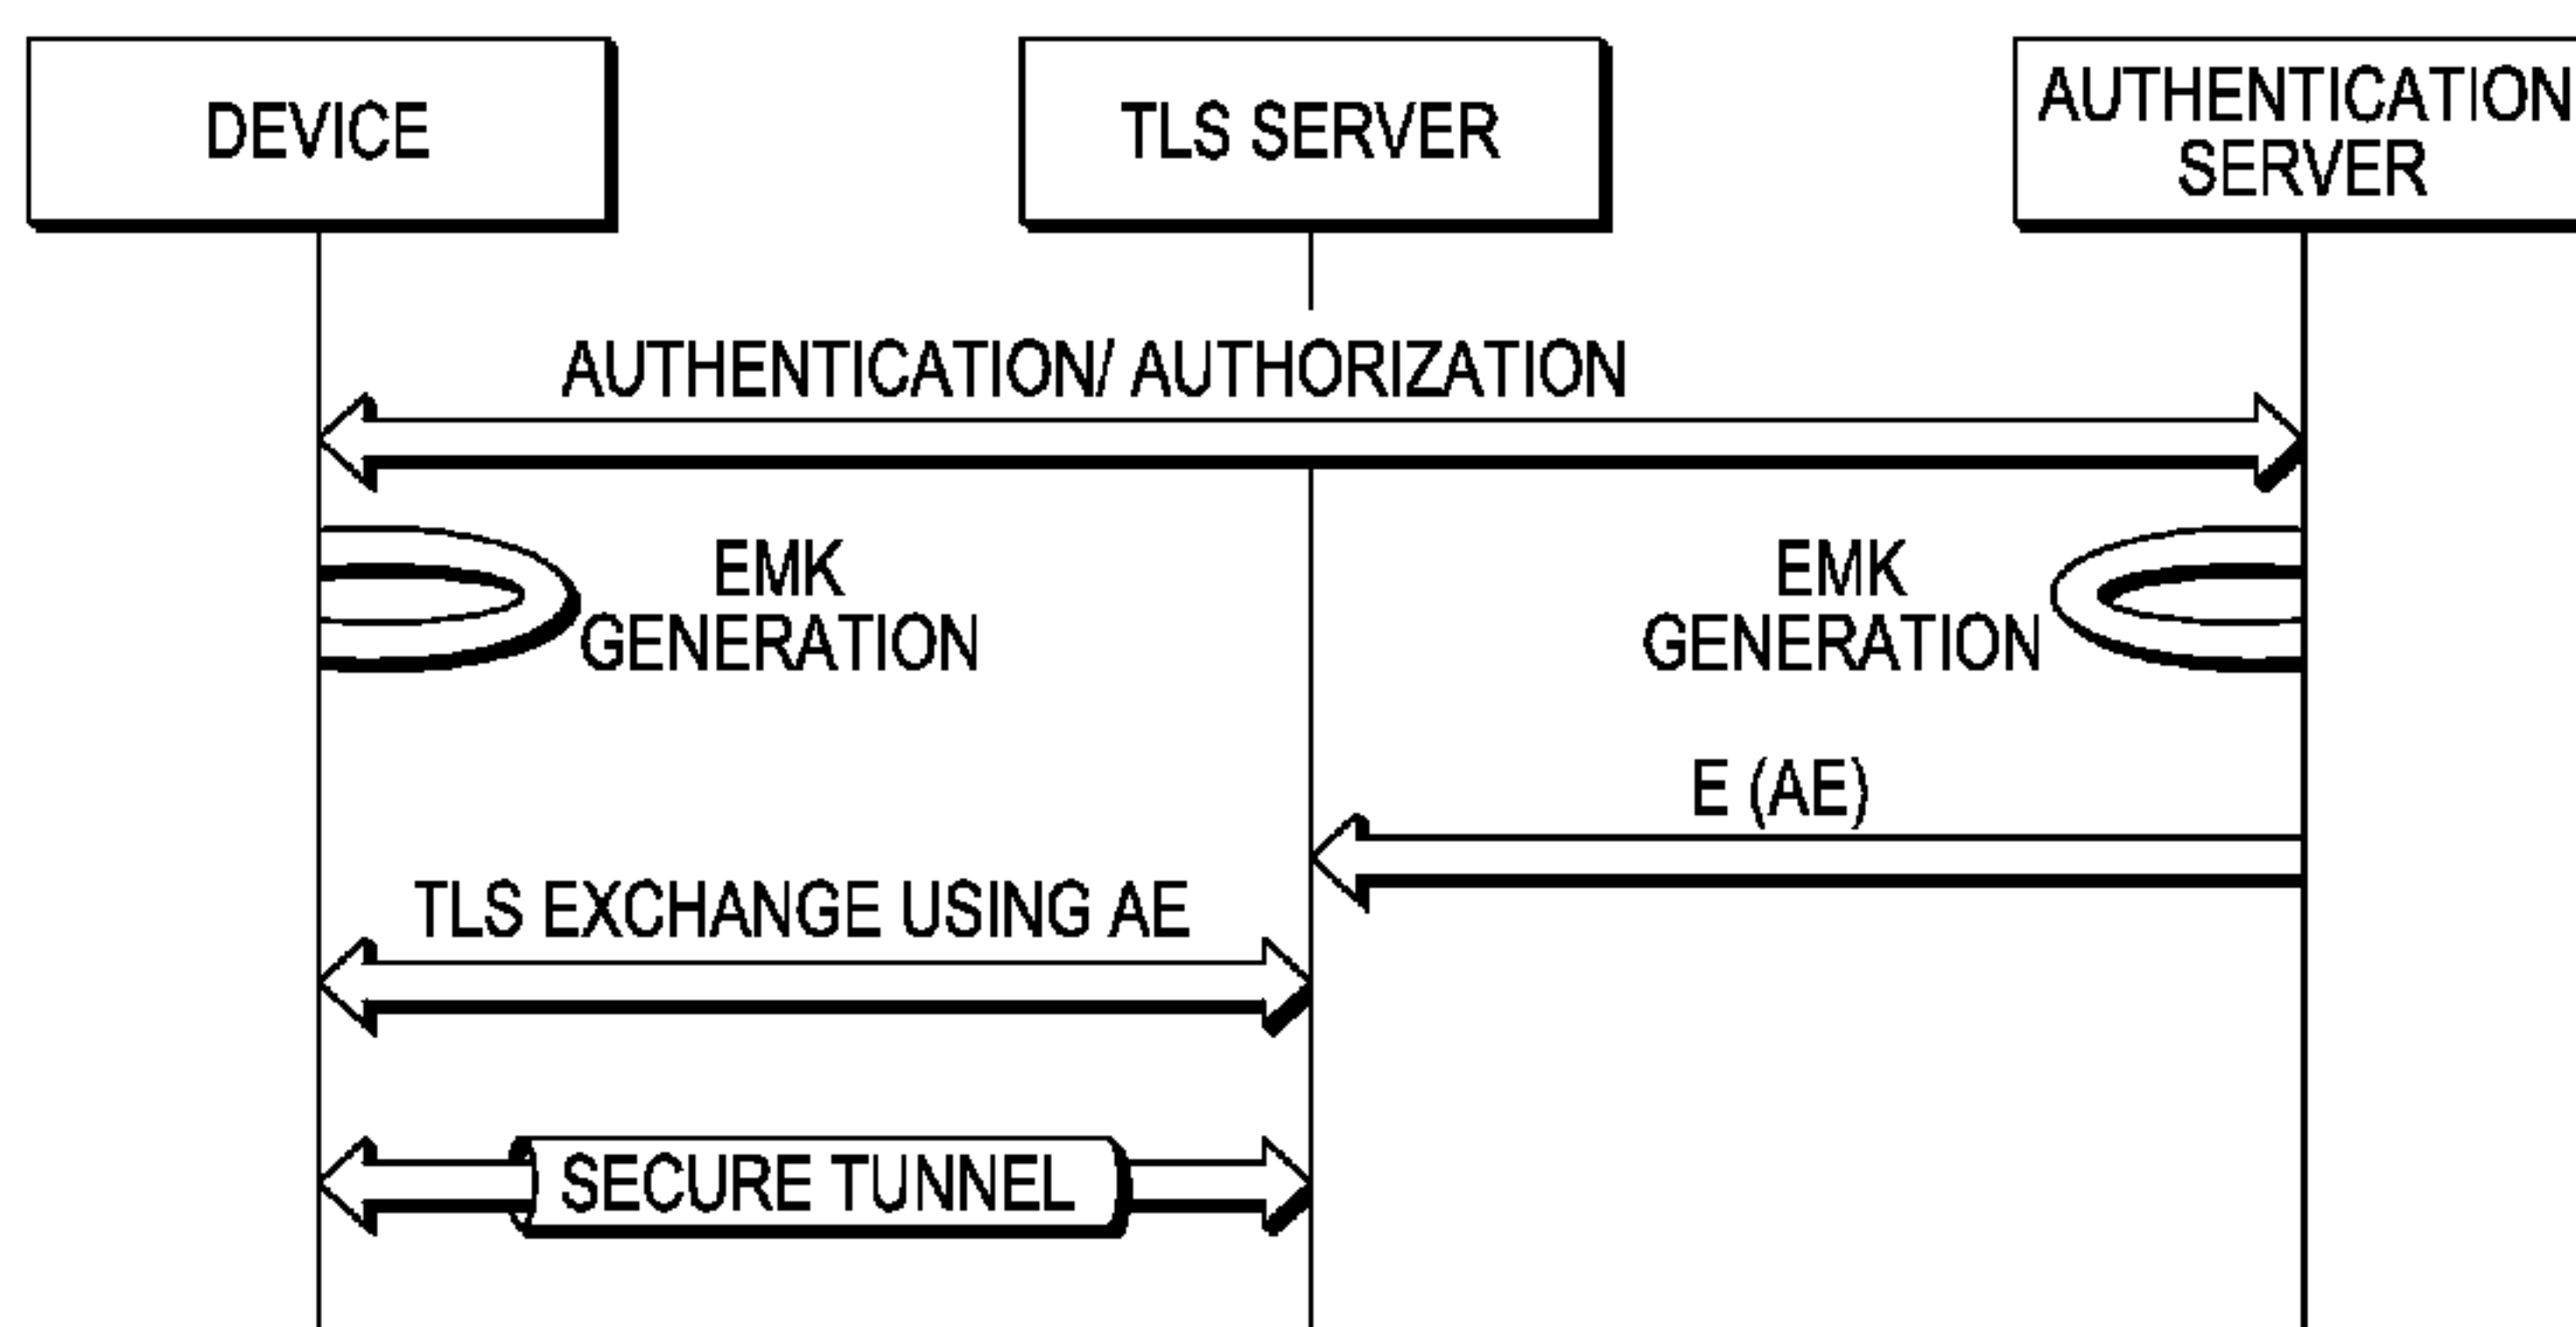 DEVICE
TLS SERVER
AUTHENTICATION
SERVER
AUTHENTICATION/ AUTHORIZATION
EMK
GENERATION
EMK
GENERATION
E (AE)
TLS EXCHANGE USING AE
SECURE TUNNEL